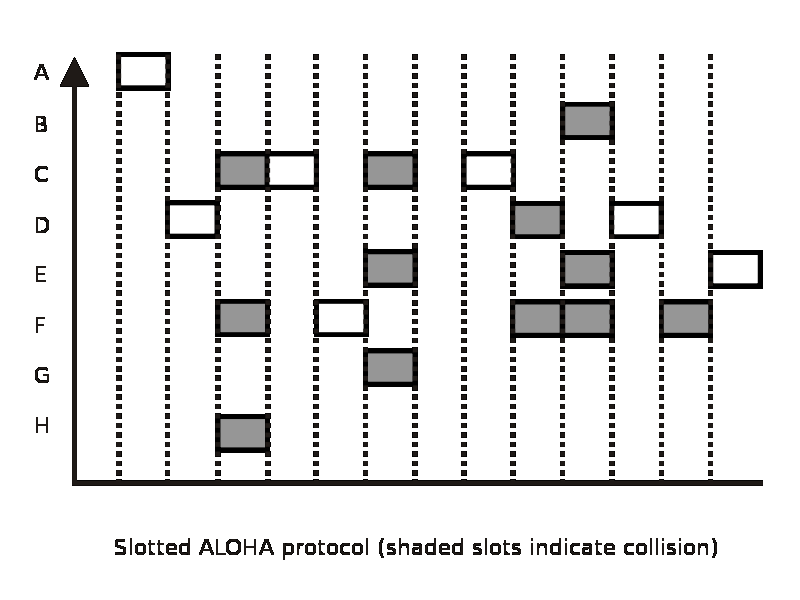 A
B
C
D
E
F
G
H
Slotted ALOHA protocol (shaded slots indicate collision)